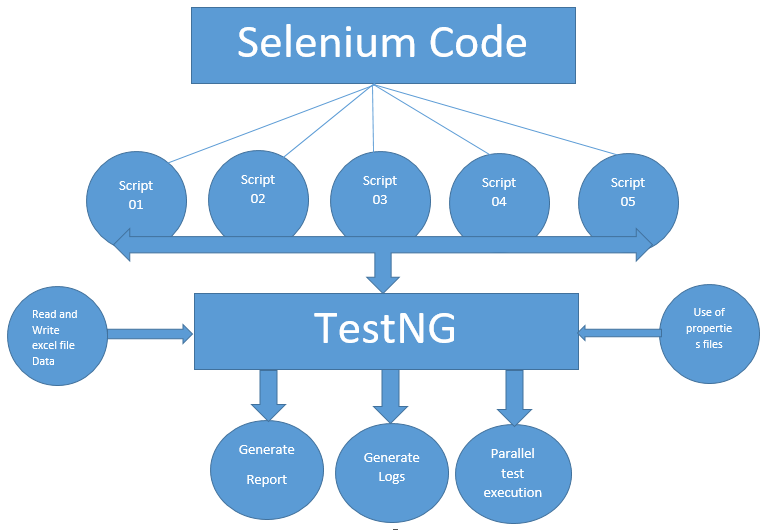 Selenium Code
Script
01
Script
02
Script
03
Script
04
Script
05
TestNG
Read and
Write
excel file
Data
Use of
propertie
s files
Generate
Report
Generate
Logs
Parallel
test
execution